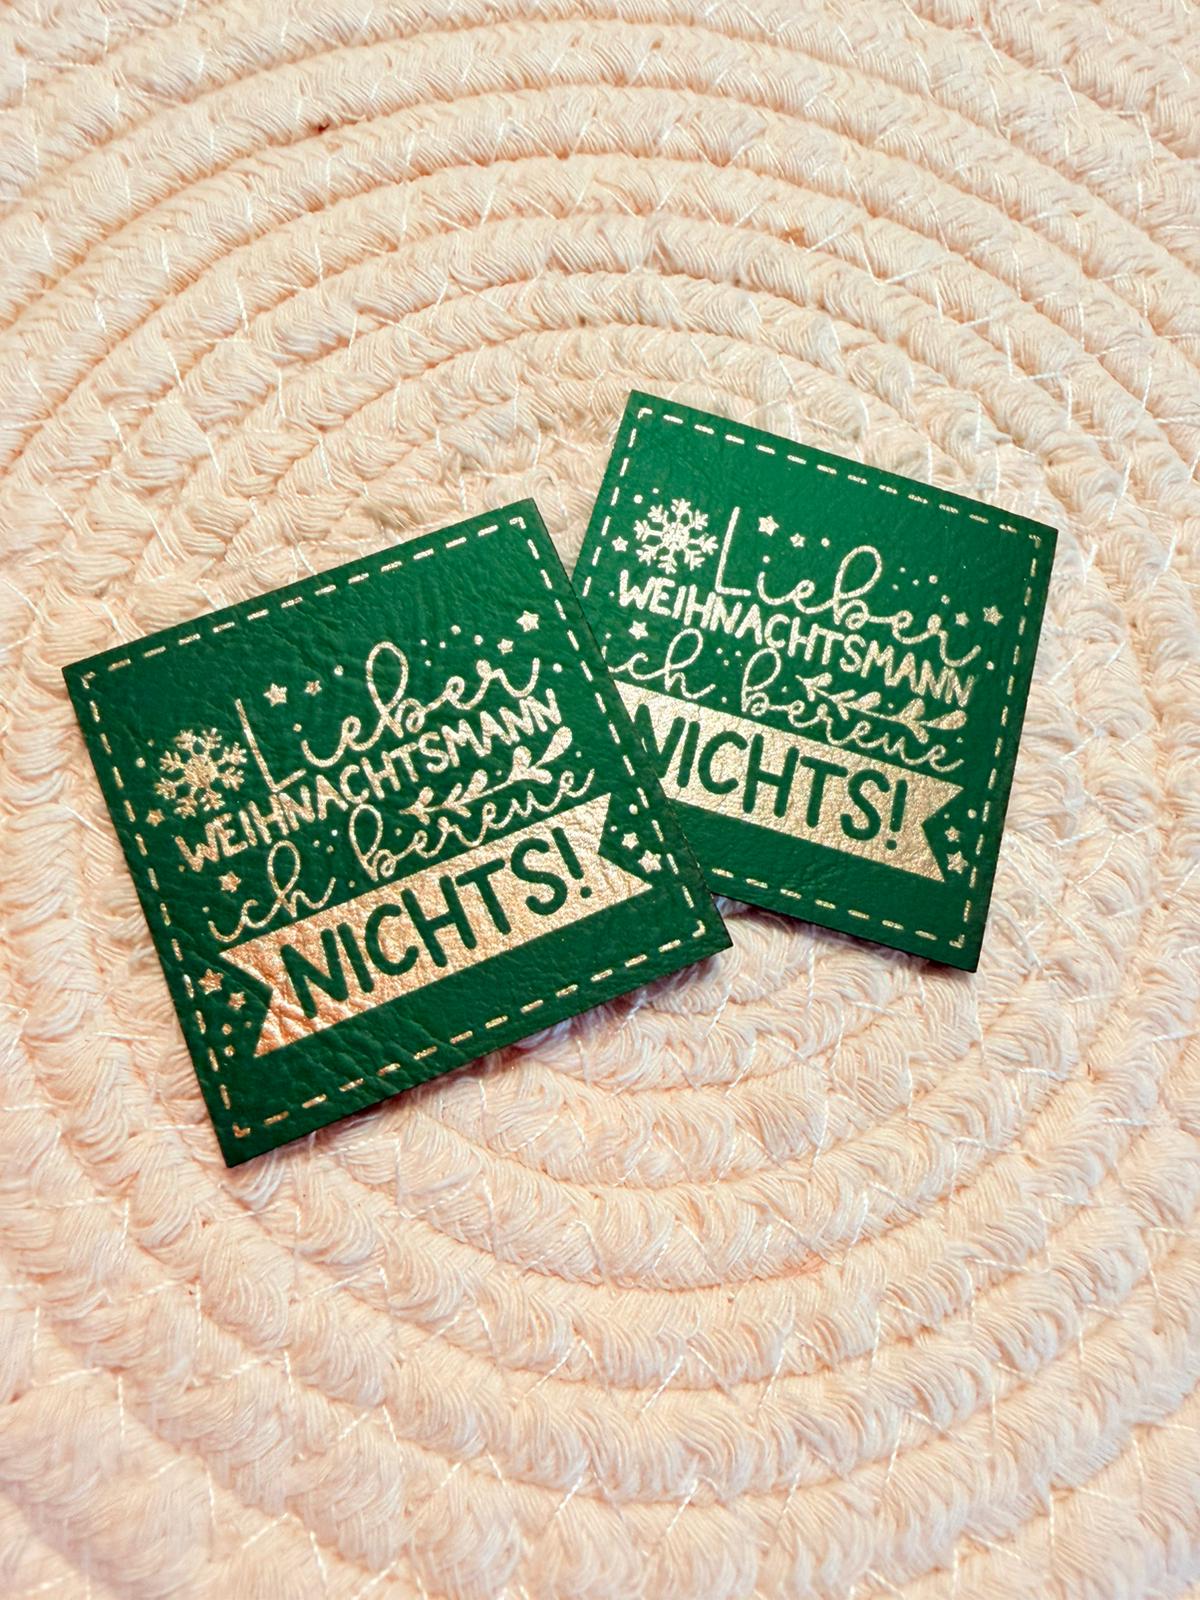 Lieber
WEIHNACHTSMANN
ich bereue
NICHTS!
Lieber
WEIHNACHTSMANN
ich bereue
NICHTS!